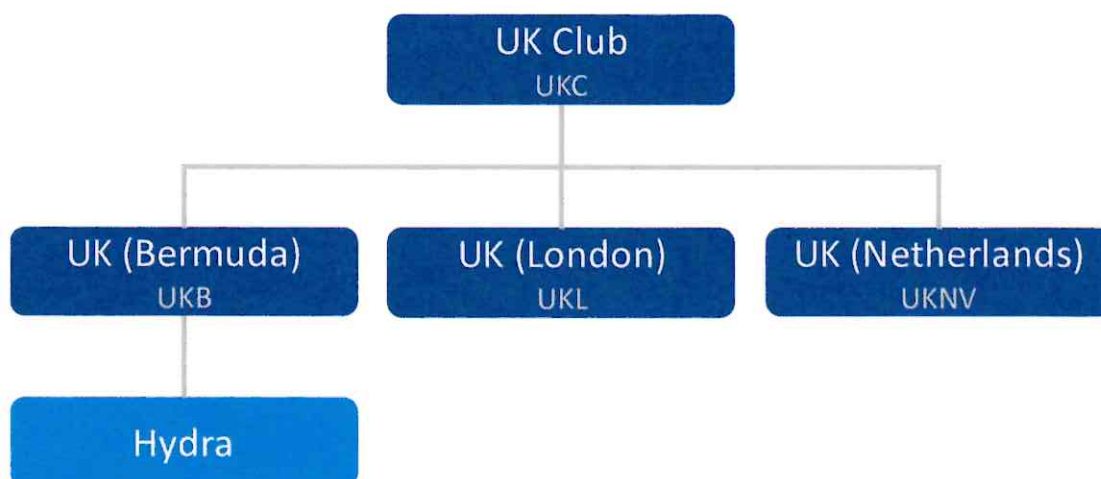 UK Club
UKC
UK (Bermuda)
UKB
UK (London)
UKL
UK (Netherlands)
UKNV
Hydra